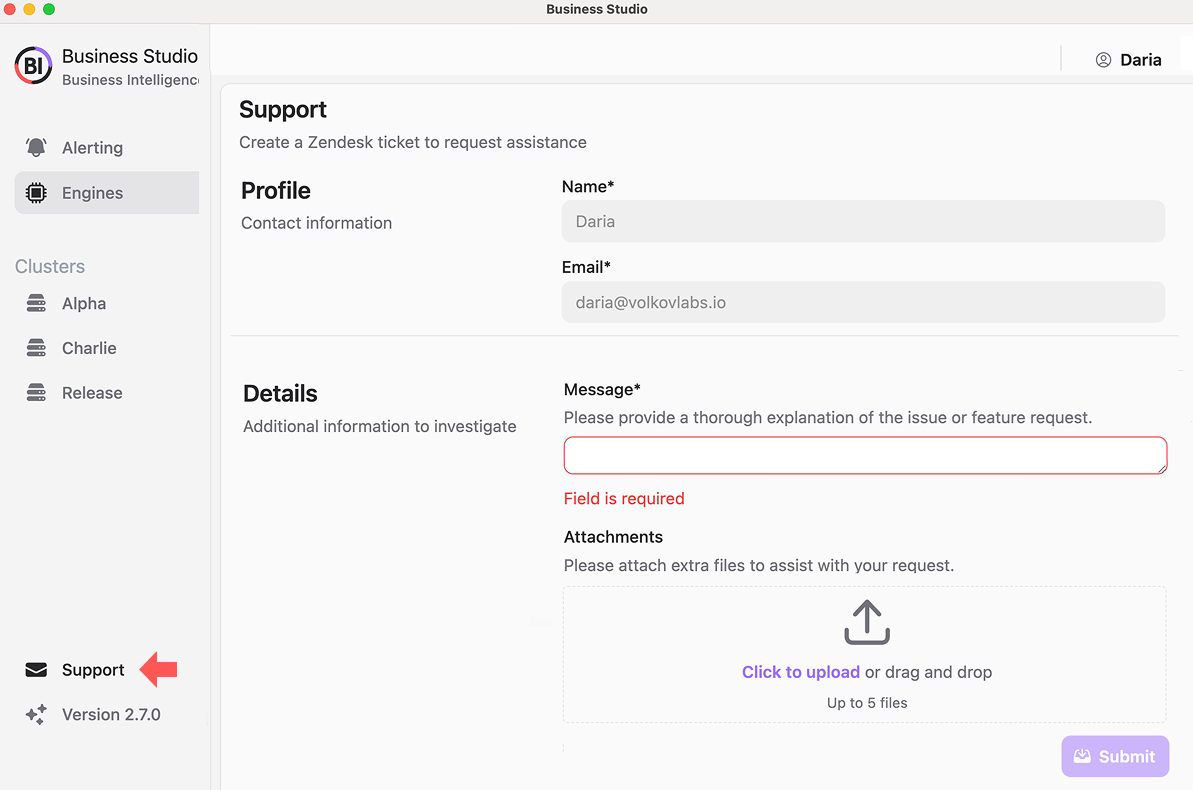 Business Studio
BI
Business Studio
Business Intelligence
Daria
Alerting
Engines
Clusters
Alpha
Charlie
Release
Support
Version 2.7.0
Support
Create a Zendesk ticket to request assistance
Profile
Contact information
Name*
Daria
Email*
daria@volkovlabs.io
Details
Additional information to investigate
Message*
Please provide a thorough explanation of the issue or feature request.
Field is required
Attachments
Please attach extra files to assist with your request.
Click to upload or drag and drop
Up to 5 files
Submit